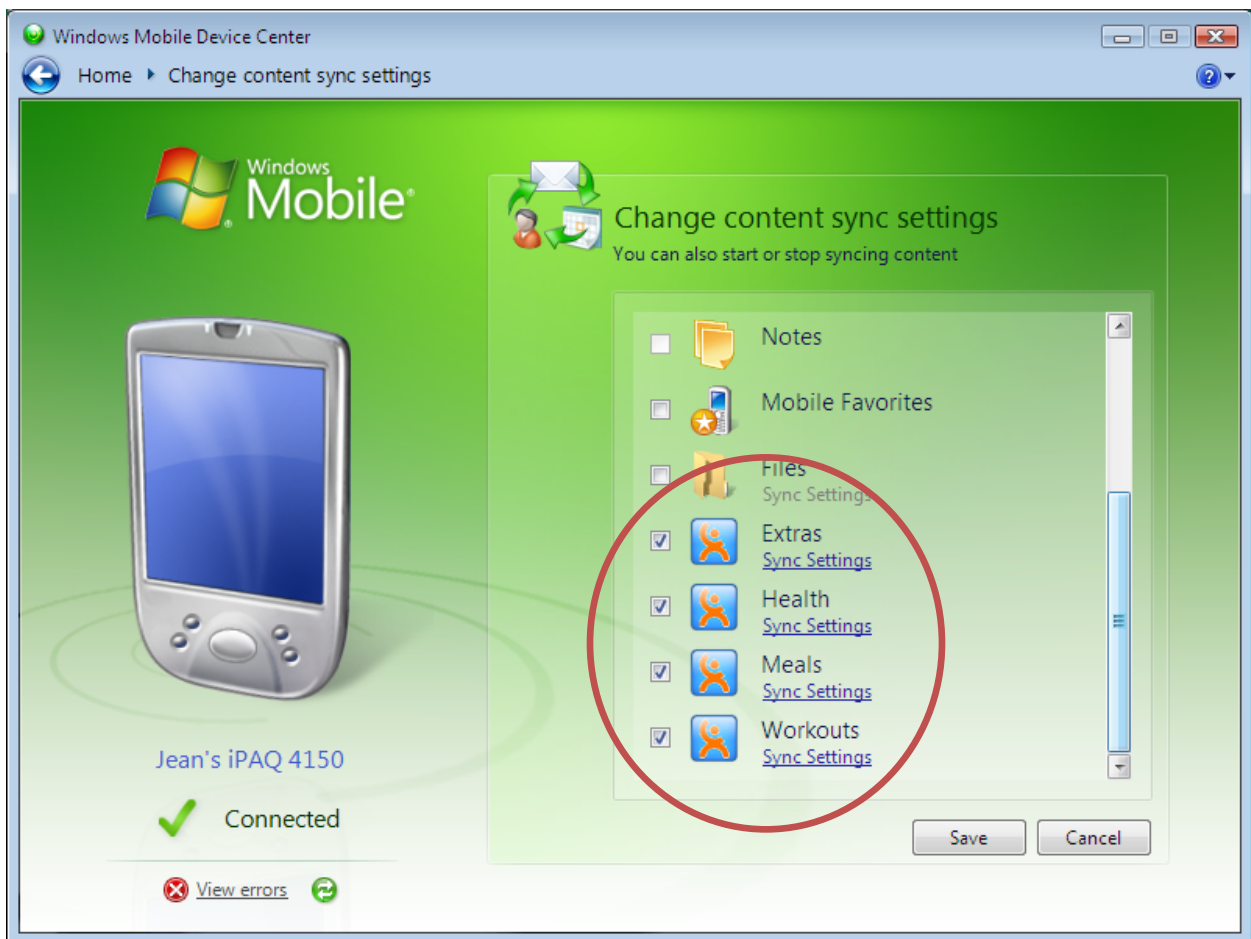 Windows Mobile Device Center
Home ▸ Change content sync settings
Windows
Mobile®
Change content sync settings
You can also start or stop syncing content
Notes
Mobile Favorites
Files
Sync Settings
Extras
Sync Settings
Health
Sync Settings
Meals
Sync Settings
Workouts
Sync Settings
Jean's iPAQ 4150
Connected
Save
Cancel
View errors